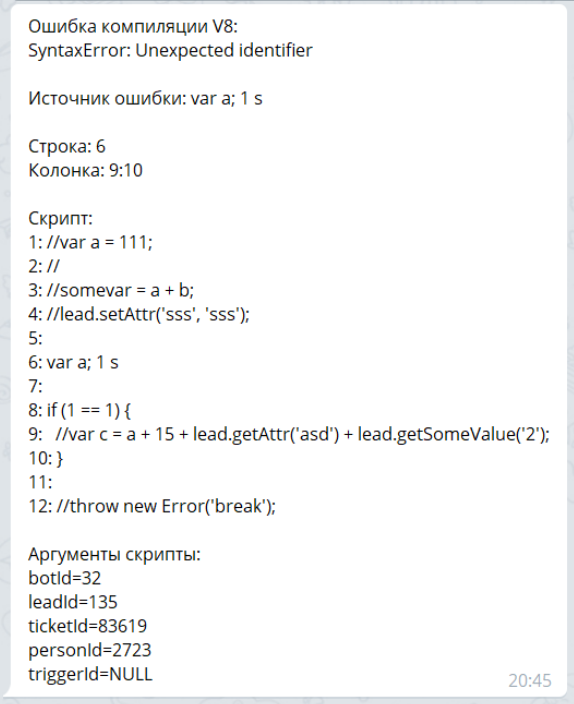 Ошибка компиляции V8:
SyntaxError: Unexpected identifier
Источник ошибки: var a; 1 s
Строка: 6
Колонка: 9:10
Скрипт:
1: //var a = 111;
2: //
3: //somevar = a + b;
4: //lead.setAttr('sss', 'sss');
5:
6: var a; 1 s
7:
8: if (1 == 1) {
9:   //var c = a + 15 + lead.getAttr('asd') + lead.getSomeValue('2');
10: }
11:
12: //throw new Error('break');
Аргументы скрипты:
botId=32
leadId=135
ticketId=83619
personId=2723
triggerId=NULL
20:45